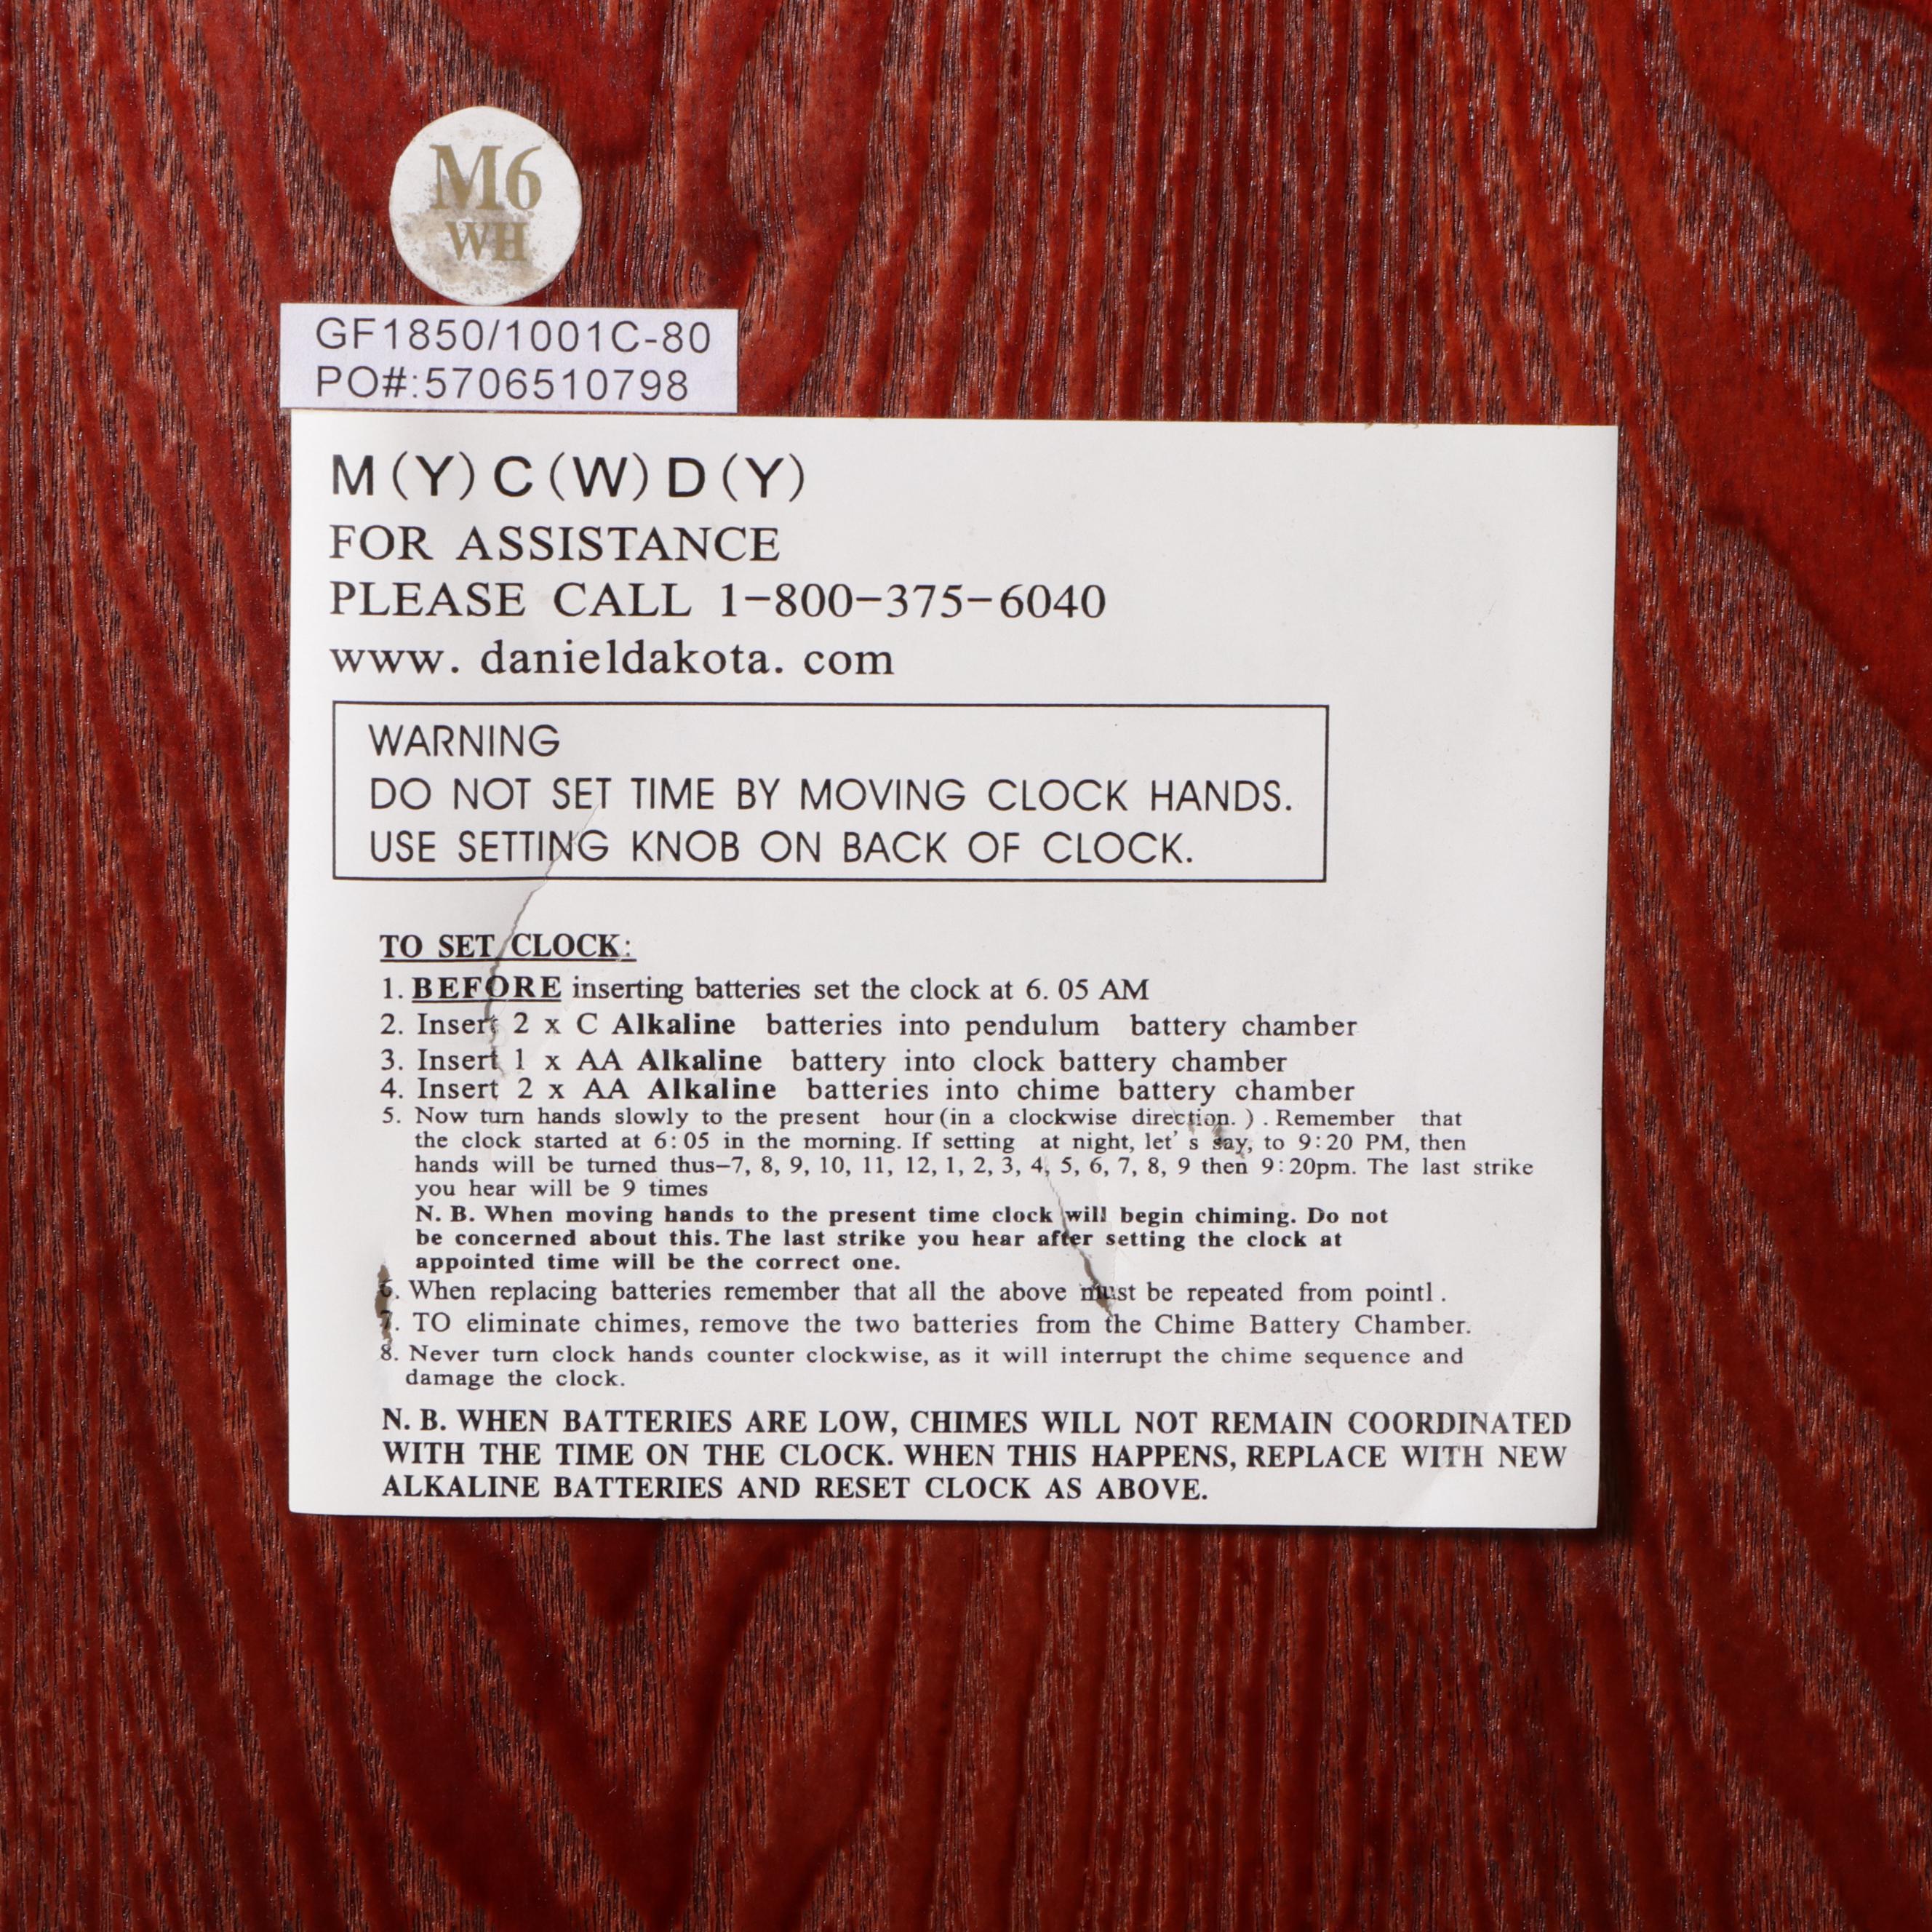 M6
WH
GF1850/1001C-80
PO#:5706510798
M(Y)C(W)D(Y)
FOR ASSISTANCE
PLEASE CALL 1-800-375-6040
www. danieldakota. com
WARNING
DO NOT SET TIME BY MOVING CLOCK HANDS.
USE SETTING KNOB ON BACK OF CLOCK.
TO SET CLOCK:
1. BEFORE inserting batteries set the clock at 6. 05 AM
2. Insert 2 x C Alkaline batteries into pendulum battery chamber
3. Insert 1 x AA Alkaline battery into clock battery chamber
4. Insert 2 x AA Alkaline batteries into chime battery chamber
5. Now turn hands slowly to the present hour(in a clockwise direction. ) . Remember that
the clock started at 6:05 in the morning. If setting at night, let's say, to 9:20 PM, then
hands will be turned thus-7, 8, 9, 10, 11, 12, 1, 2, 3, 4, 5, 6, 7, 8, 9 then 9:20pm. The last strike
you hear will be 9 times
N. B. When moving hands to the present time clock will begin chiming. Do not
be concerned about this. The last strike you hear after setting the clock at
appointed time will be the correct one.
6. When replacing batteries remember that all the above must be repeated from pointl .
7. TO eliminate chimes, remove the two batteries from the Chime Battery Chamber.
8. Never turn clock hands counter clockwise, as it will interrupt the chime sequence and
damage the clock.
N. B. WHEN BATTERIES ARE LOW, CHIMES WILL NOT REMAIN COORDINATED
WITH THE TIME ON THE CLOCK. WHEN THIS HAPPENS, REPLACE WITH NEW
ALKALINE BATTERIES AND RESET CLOCK AS ABOVE.